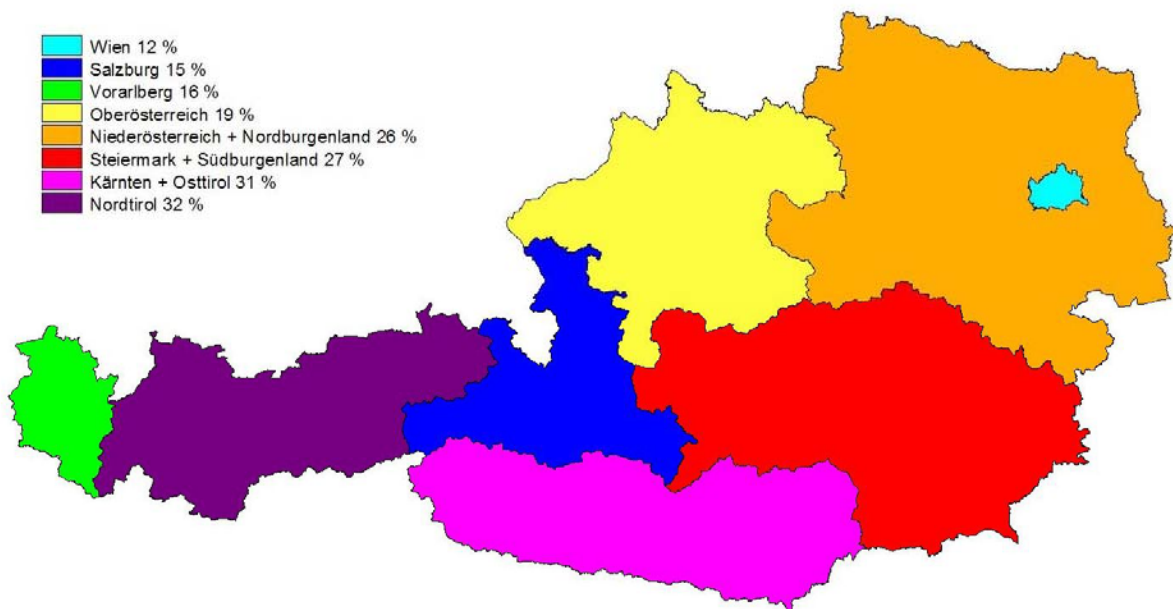 Wien 12 %
Salzburg 15 %
Vorarlberg 16 %
Oberösterreich 19 %
Niederösterreich + Nordburgenland 26 %
Steiermark + Südburgenland 27 %
Kärnten + Osttirol 31 %
Nordtirol 32 %